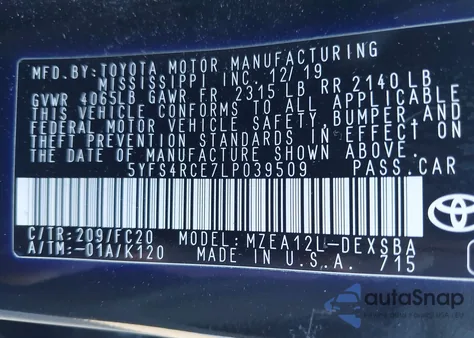 MFD.BY:TOYOTA MOTOR MANUFACTURING
MISSISSIPPI INC. 12/19
GVWR 4065LB GAWR FR 2315 LB RR 2140LB
THIS VEHICLE CONFORMS TO ALL APPLICABLE
FEDERAL MOTOR VEHICLE SAFETY,BUMPER,AND
THEFT PREVENTION STANDARDS IN EFFECT ON
THE DATE OF MANUFACTURE SHOWN ABOVE.
5YFS4RCE7LP039509 PASS.CAR
C/TR:209/FC20 MODEL:MZEA12L-DEXSBA
A/TM:-01A/K120 MADE IN U.S.A. 715
autoSnap